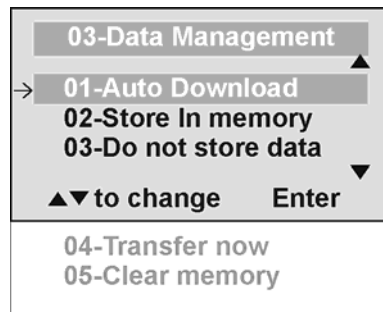 03-Data Management
01-Auto Download
02-Store In memory
03-Do not store data
▲▼ to change Enter
04-Transfer now
05-Clear memory